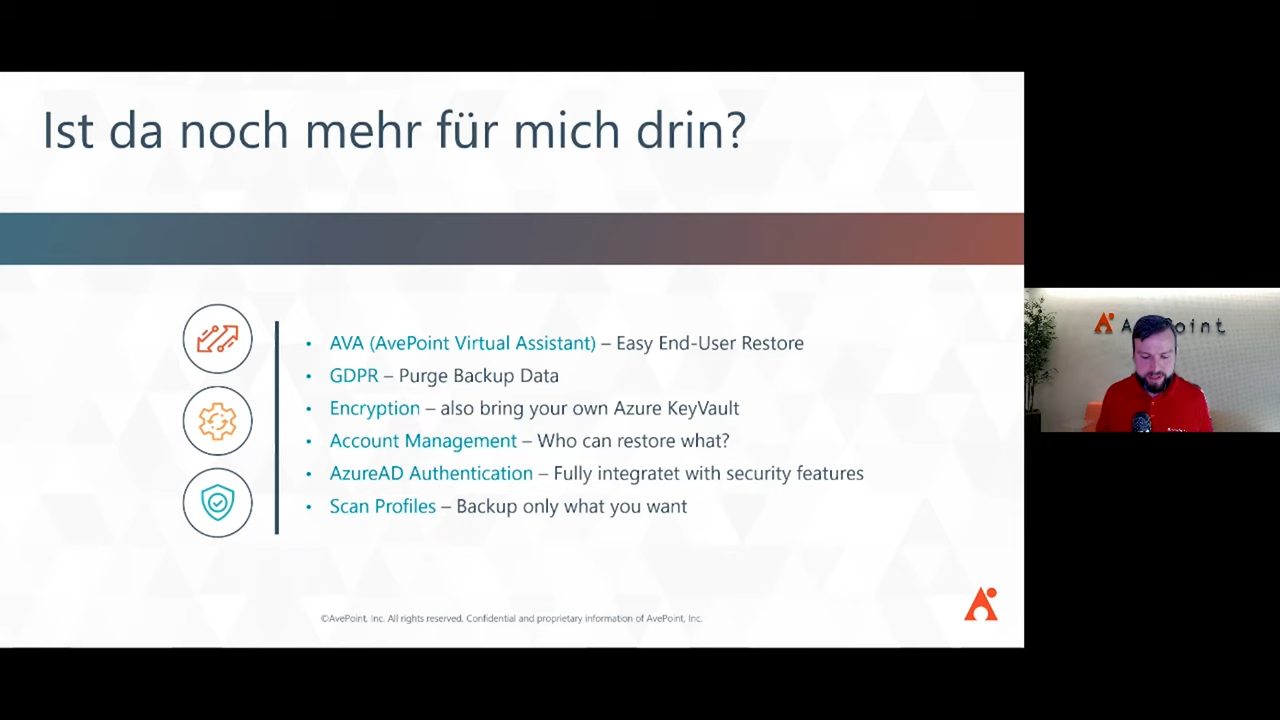 Ist da noch mehr für mich drin?
• AVA (AvePoint Virtual Assistant) – Easy End-User Restore
• GDPR – Purge Backup Data
• Encryption – also bring your own Azure KeyVault
• Account Management – Who can restore what?
• AzureAD Authentication – Fully integratet with security features
• Scan Profiles – Backup only what you want
©AvePoint, Inc. All rights reserved. Confidential and proprietary information of AvePoint, Inc.